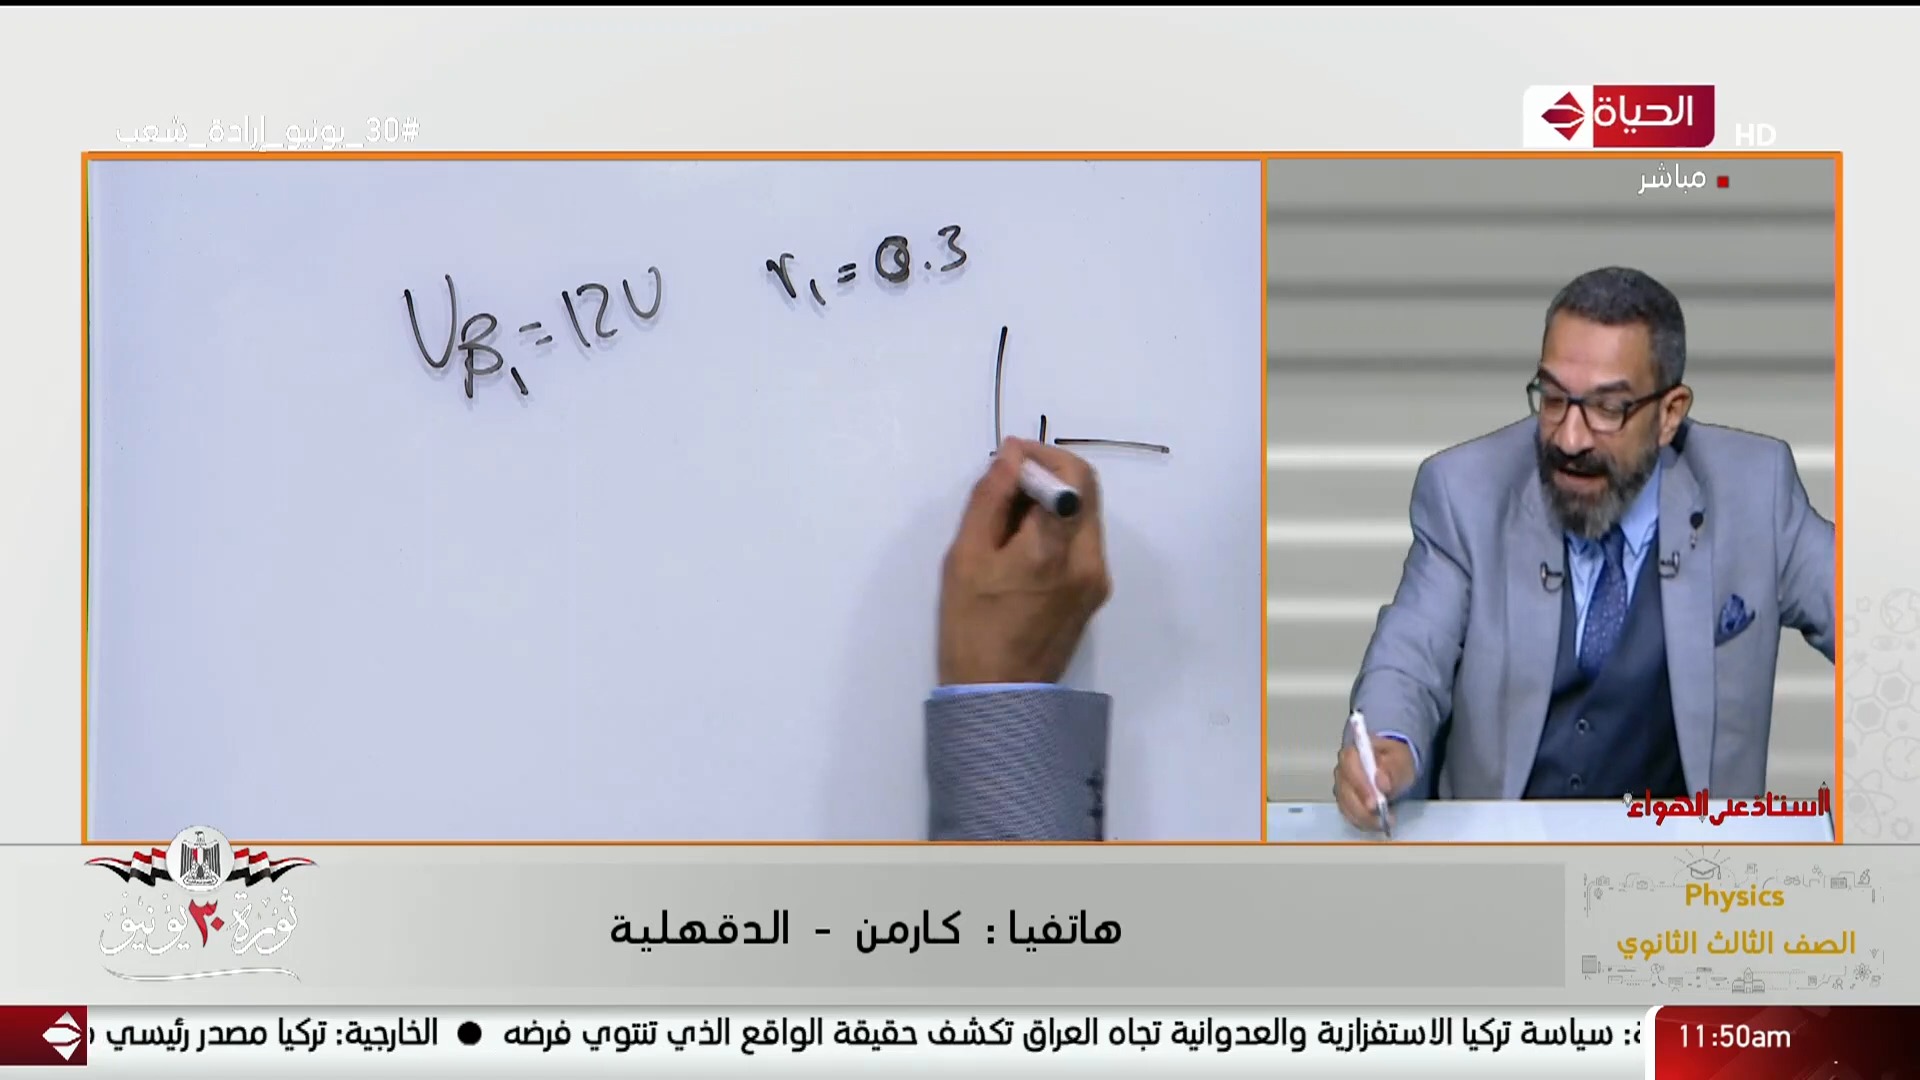 الحياة
HD
#30_يونيو_إرادة_شعب
مباشر
V_B₁ = 12V
r₁ = 0.3
أستاذ على الهواء
ثورة ٣٠ يونيو
هاتفيا : كارمن - الدقهلية
Physics
الصف الثالث الثانوي
سياسة تركيا الاستفزازية والعدوانية تجاه العراق تكشف حقيقة الواقع الذي تنتوي فرضه ● الخارجية: تركيا مصدر رئيسي
11:50am